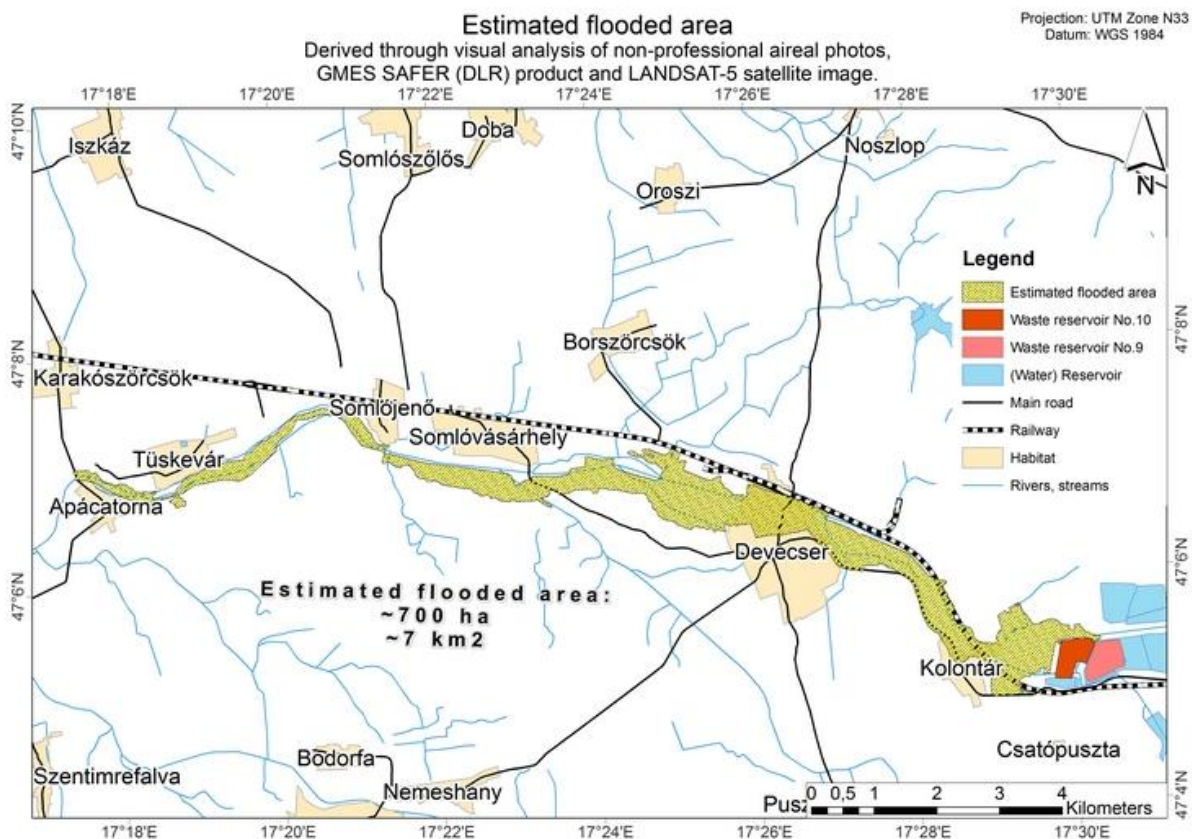 Estimated flooded area
Derived through visual analysis of non-professional aireal photos,
GMES SAFER (DLR) product and LANDSAT-5 satellite image.
Projection: UTM Zone N33
Datum: WGS 1984
17°18'E 17°20'E 17°22'E 17°24'E 17°26'E 17°28'E 17°30'E
47°10'N
47°8'N
47°6'N
47°8'N
47°6'N
47°4'N
Iszkáz
Somlószőlős
Doba
Noszlop
Oroszi
N
Borszörcsök
Karakószörcsök
Somlójenő
Somlóvásárhely
Tüskevár
Apácatorna
Devecser
Kolontár
Csatópuszta
Bodorfa
Nemeshany
Szentimrefalva
Pusz
Legend
Estimated flooded area
Waste reservoir No.10
Waste reservoir No.9
(Water) Reservoir
Main road
Railway
Habitat
Rivers, streams
Estimated flooded area:
~700 ha
~7 km2
0 0,5 1 2 3 4
Kilometers
17°18'E 17°20'E 17°22'E 17°24'E 17°26'E 17°28'E 17°30'E